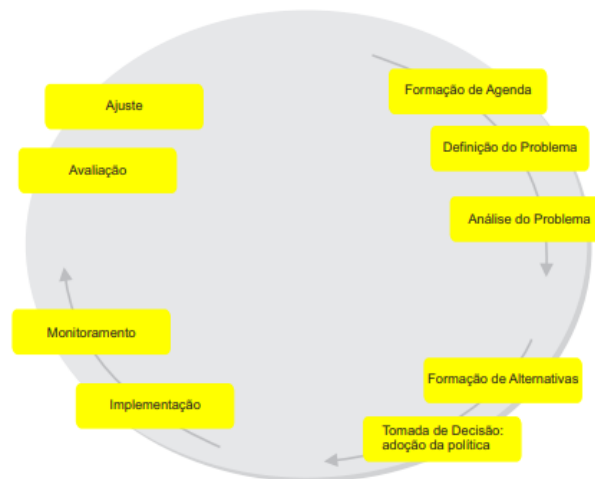 Formação de Agenda
Definição do Problema
Análise do Problema
Formação de Alternativas
Tomada de Decisão:
adoção da política
Implementação
Monitoramento
Avaliação
Ajuste